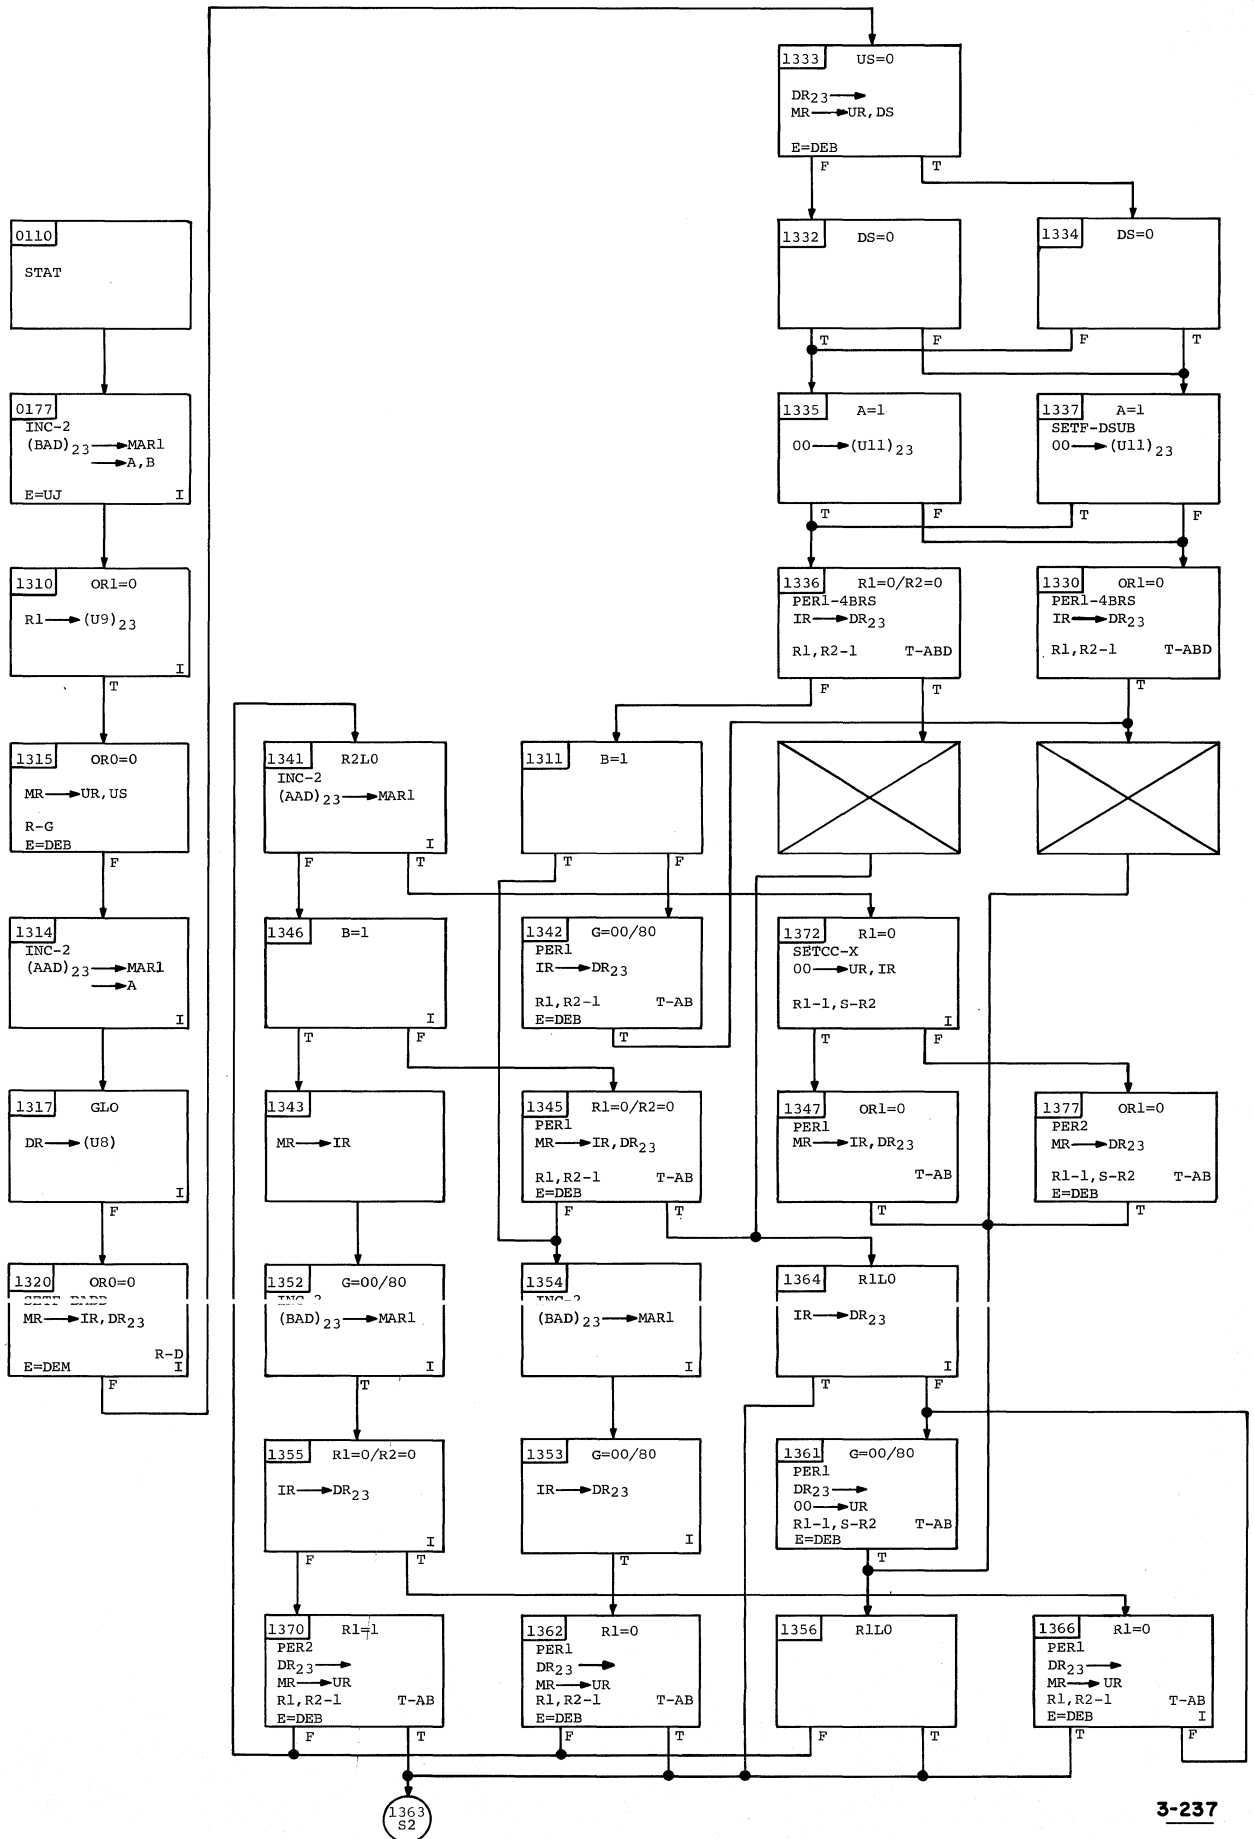 1333 US=0
DR23
MR UR,DS
E=DEB
F T
0110
STAT
1332 DS=0
T F
1334 DS=0
F T
0177
INC-2
(BAD)23 MAR1
A,B
E=UJ I
1335 A=1
00 (U11)23
T F
1337 A=1
SETF-DSUB
00 (U11)23
T F
1310 OR1=0
R1 (U9)23
I
T
1336 R1=0/R2=0
PER1-4BRS
IR DR23
R1,R2-1 T-ABD
F T
1330 OR1=0
PER1-4BRS
IR DR23
R1,R2-1 T-ABD
T
1315 OR0=0
MR UR,US
R-G
E=DEB
F
1341 R2L0
INC-2
(AAD)23 MAR1
I
F T
1311 B=1
T F
1314
INC-2
(AAD)23 MAR1
A
I
1346 B=1
I
T F
1342 G=00/80
PER1
IR DR23
R1,R2-1 T-AB
E=DEB
T
1372 R1=0
SETCC-X
00 UR,IR
R1-1,S-R2
I
T F
1317 GLO
DR (U8)
I
F
1343
MR IR
1345 R1=0/R2=0
PER1
MR IR,DR23
R1,R2-1 T-AB
E=DEB
F T
1347 OR1=0
PER1
MR IR,DR23
T-AB
T
1377 OR1=0
PER2
MR DR23
R1-1,S-R2 T-AB
E=DEB
T
1320 OR0=0
SETF-DADD
MR IR,DR23
R-D
E=DEM I
F
1352 G=00/80
INC-2
(BAD)23 MAR1
I
T
1354
INC-2
(BAD)23 MAR1
I
1364 R1L0
IR DR23
I
T F
1355 R1=0/R2=0
IR DR23
I
F T
1353 G=00/80
IR DR23
I
T
1361 G=00/80
PER1
DR23
00 UR
R1-1,S-R2 T-AB
E=DEB
T
1370 R1=1
PER2
DR23
MR UR
R1,R2-1 T-AB
E=DEB
F T
1362 R1=0
PER1
DR23
MR UR
R1,R2-1 T-AB
E=DEB
F T
1356 R1L0
F T
1366 R1=0
PER1
DR23
MR UR
R1,R2-1 T-AB
E=DEB I
T F
1363
S2
3-237